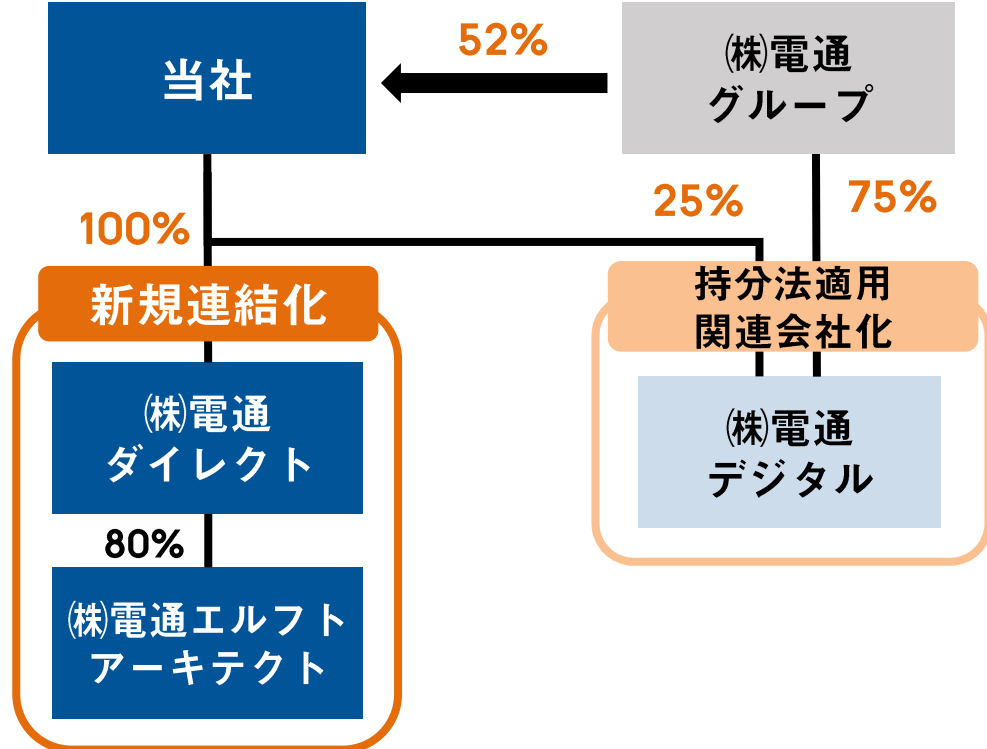 当社
52%
㈱電通
グループ
100%
25%
75%
新規連結化
持分法適用
関連会社化
㈱電通
ダイレクト
㈱電通
デジタル
80%
㈱電通エルフト
アーキテクト